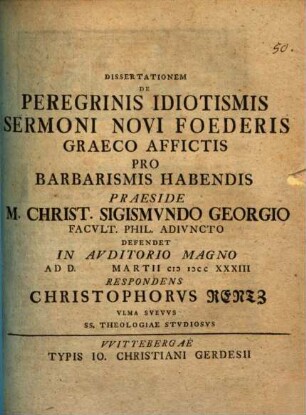 50.
DISSERTATIONEM
DE
PEREGRINIS IDIOTISMIS
SERMONI NOVI FOEDERIS
GRAECO AFFICTIS
PRO
BARBARISMIS HABENDIS
PRAESIDE
M. CHRIST. SIGISMVNDO GEORGIO
FACVLT. PHIL. ADIVNCTO
DEFENDET
IN AVDITORIO MAGNO
AD D. MARTII ↀ IↃCC XXXIII
RESPONDENS
CHRISTOPHORVS RENTZ
VLMA SVEVVS
SS. THEOLOGIAE STVDIOSVS
VVITTEBERGAE
TYPIS IO. CHRISTIANI GERDESII